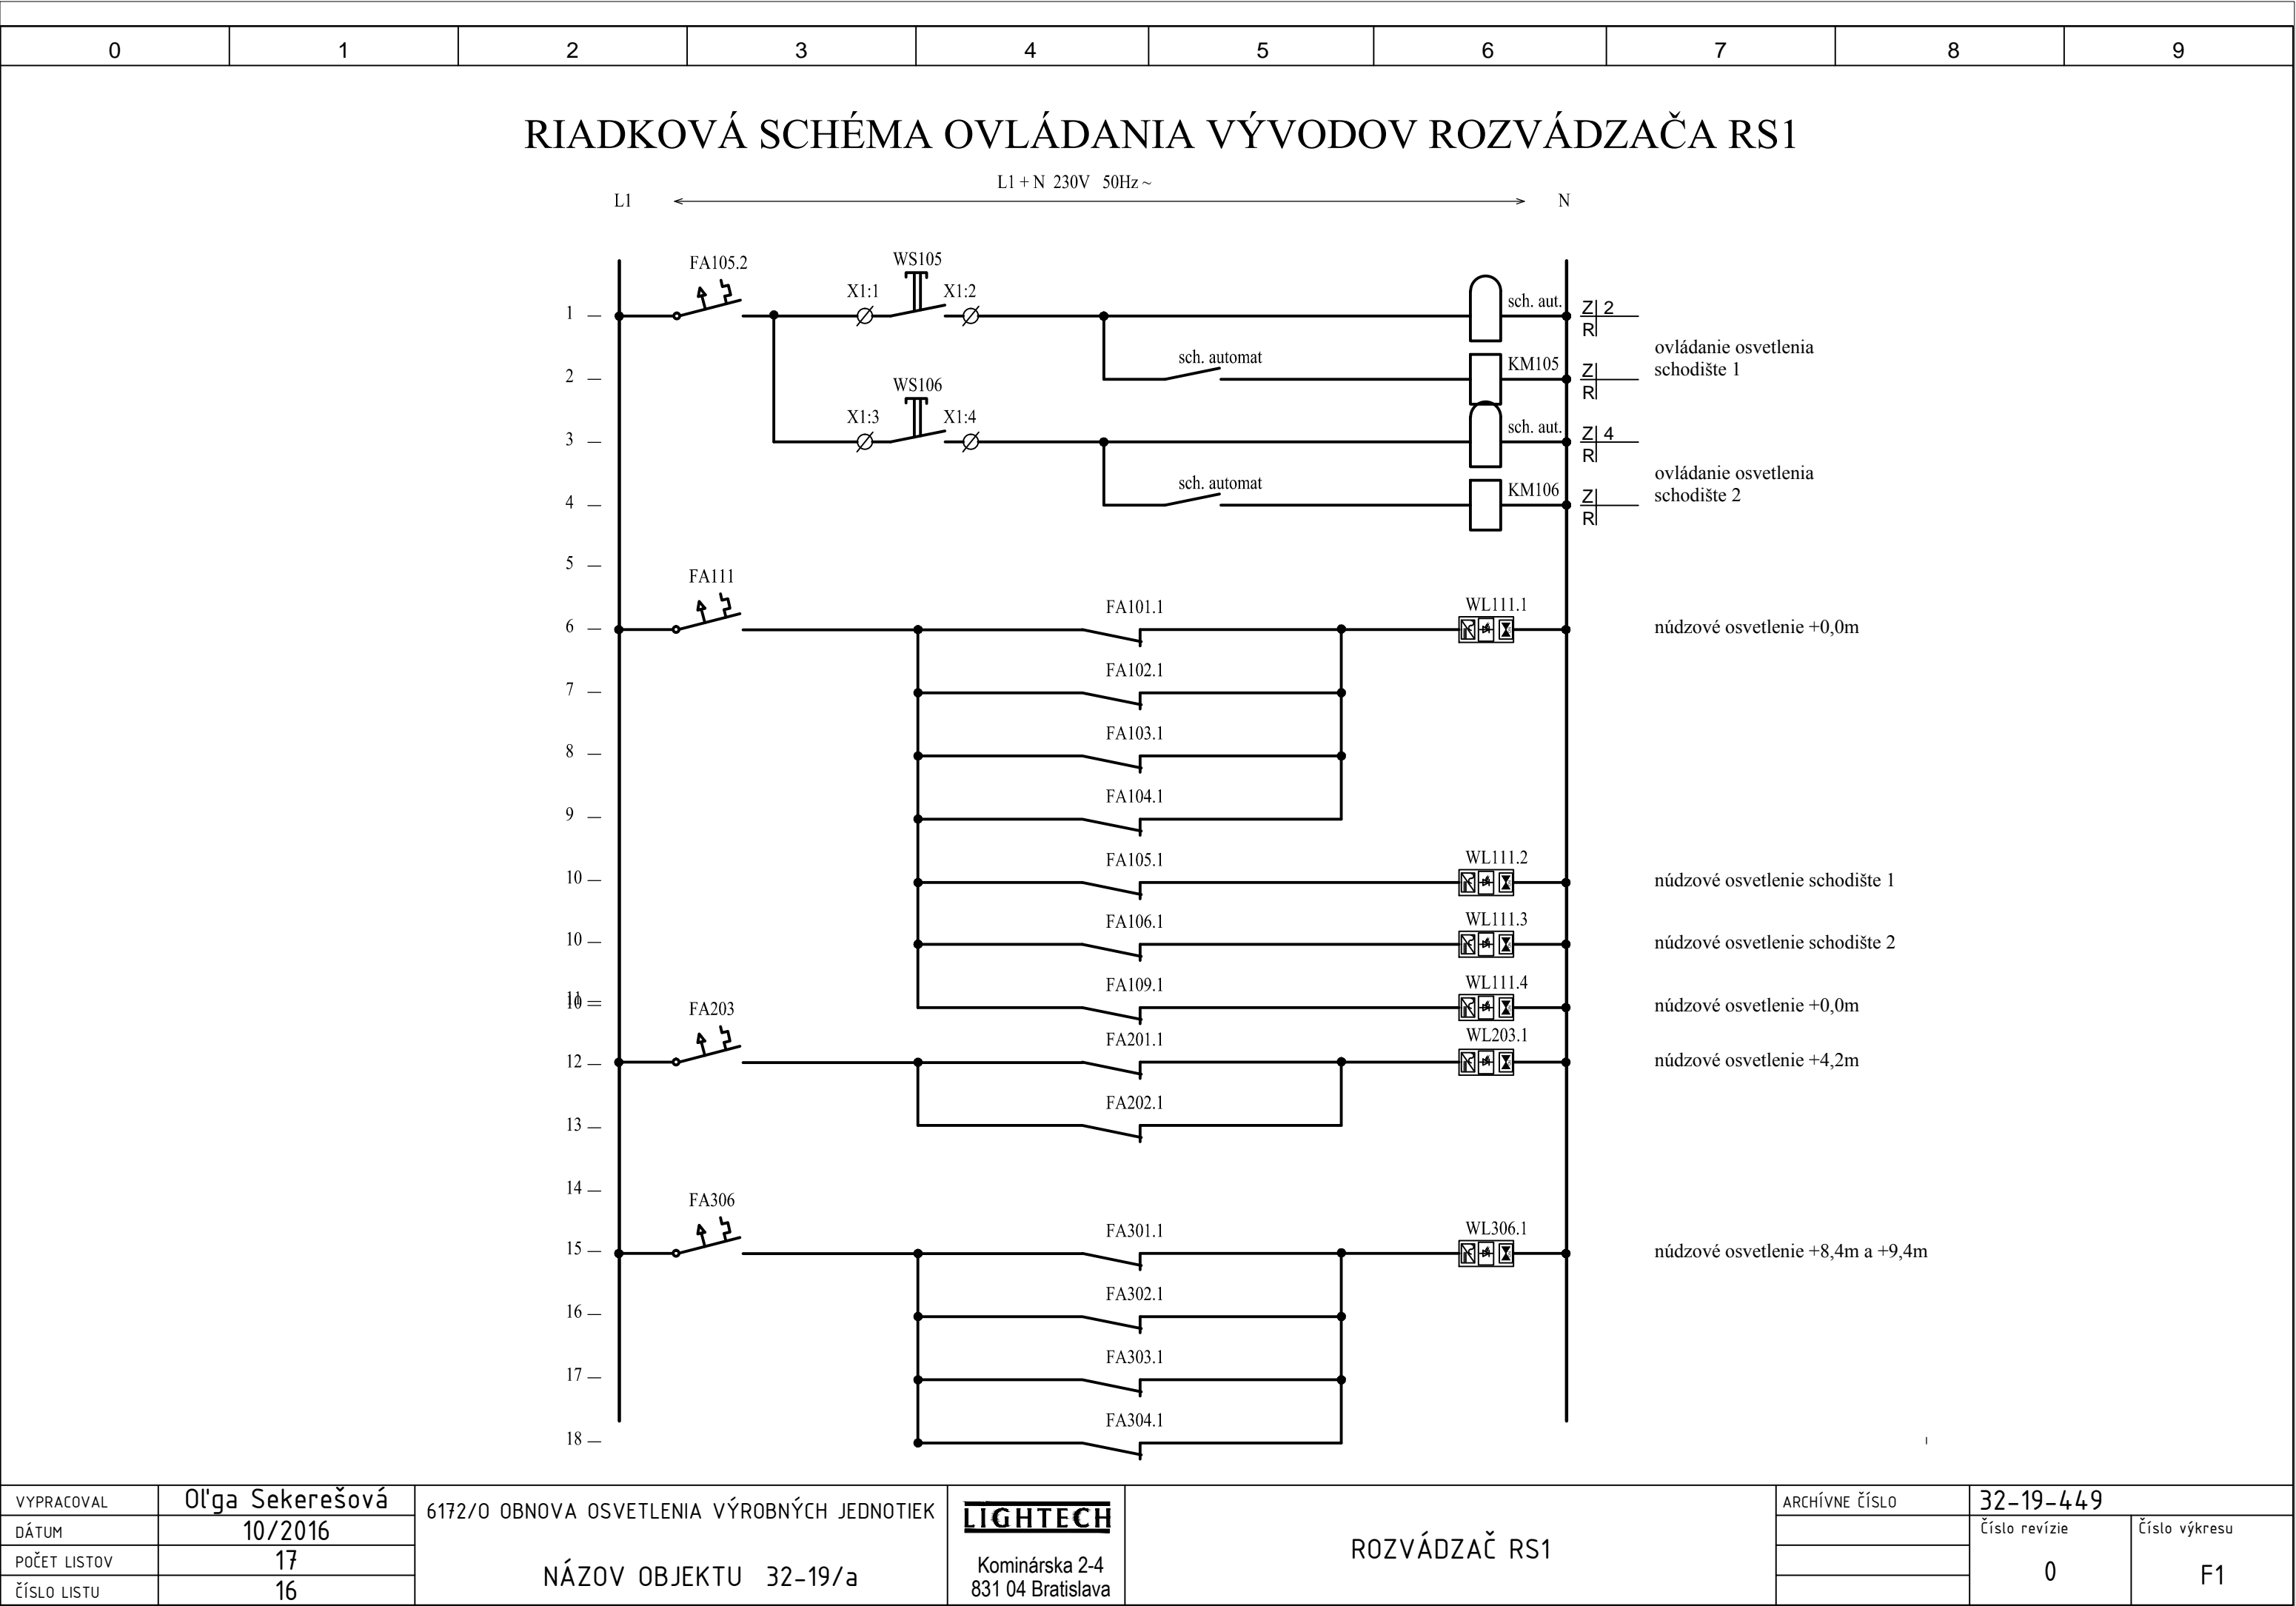 0 1 2 3 4 5 6 7 8 9
RIADKOVÁ SCHÉMA OVLÁDANIA VÝVODOV ROZVÁDZAČA RS1
L1 + N 230V 50Hz ~
L1 N
FA105.2 WS105
X1:1 X1:2 sch. aut.
1 Z 2
R
ovládanie osvetlenia
schodište 1
sch. automat KM105
2 Z
R
WS106
X1:3 X1:4 sch. aut.
3 Z 4
R
ovládanie osvetlenia
schodište 2
sch. automat KM106
4 Z
R
5
FA111
FA101.1 WL111.1
6 núdzové osvetlenie +0,0m
FA102.1
7
FA103.1
8
FA104.1
9
FA105.1 WL111.2
10 núdzové osvetlenie schodište 1
FA106.1 WL111.3
10 núdzové osvetlenie schodište 2
FA109.1 WL111.4
10
11 núdzové osvetlenie +0,0m
FA203
FA201.1 WL203.1
12 núdzové osvetlenie +4,2m
FA202.1
13
14
FA306
FA301.1 WL306.1
15 núdzové osvetlenie +8,4m a +9,4m
FA302.1
16
FA303.1
17
FA304.1
18
VYPRACOVAL Oľga Sekerešová
DÁTUM 10/2016
POČET LISTOV 17
ČÍSLO LISTU 16
6172/O OBNOVA OSVETLENIA VÝROBNÝCH JEDNOTIEK
NÁZOV OBJEKTU 32-19/a
LIGHTECH
Kominárska 2-4
831 04 Bratislava
ROZVÁDZAČ RS1
ARCHÍVNE ČÍSLO 32-19-449
Číslo revízie Číslo výkresu
0 F1